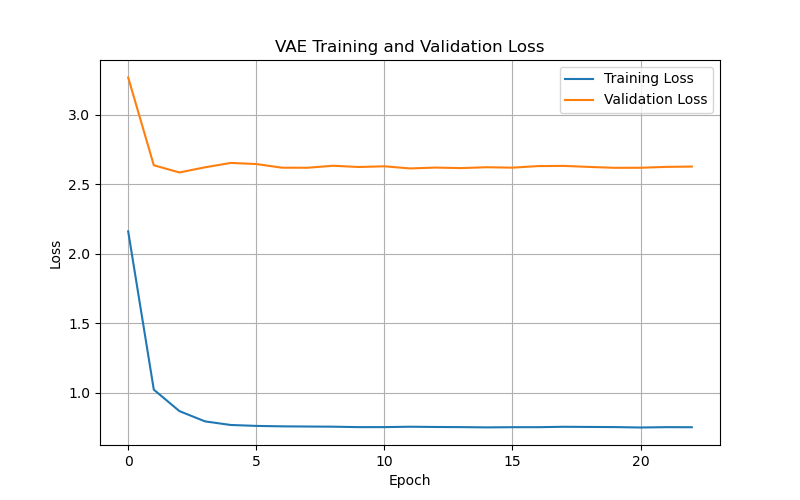 VAE Training and Validation Loss
Training Loss
Validation Loss
3.0
2.5
2.0
1.5
1.0
Loss
0 5 10 15 20
Epoch